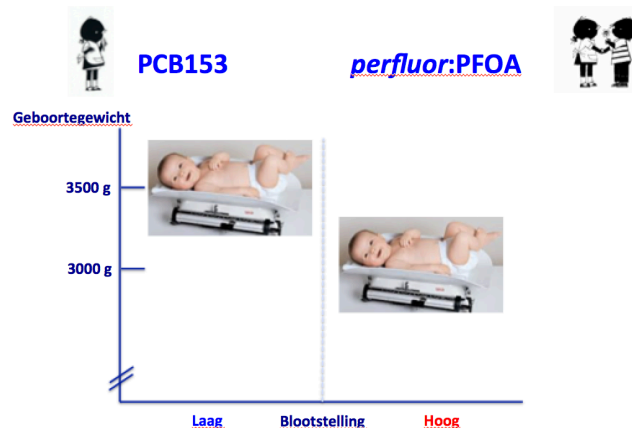 PCB153
perfluor:PFOA
Geboortegewicht
3500 g
3000 g
Laag
Blootstelling
Hoog